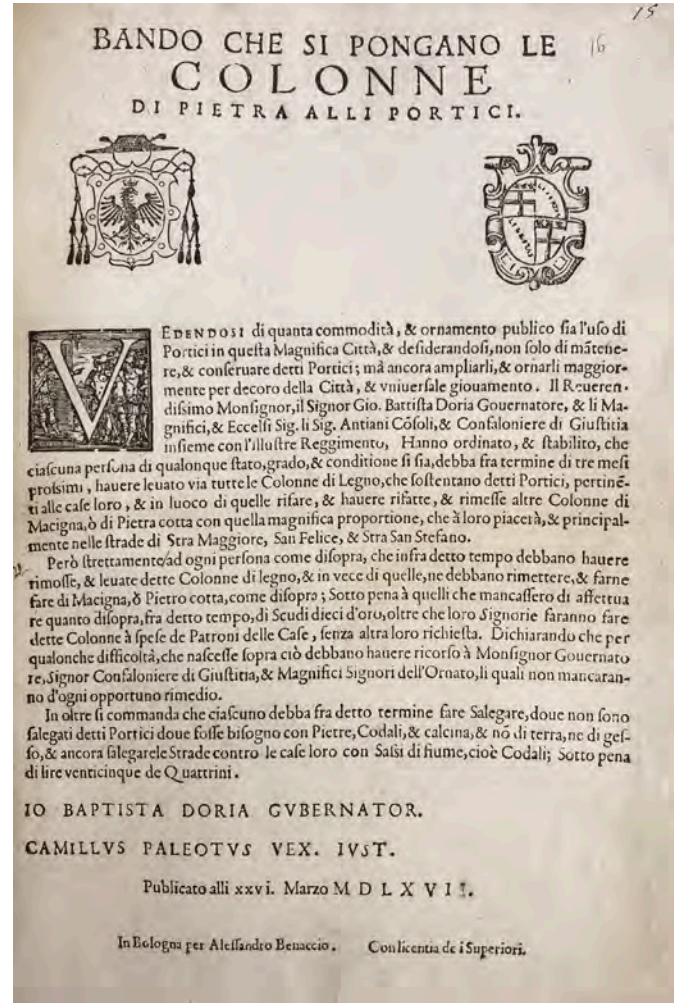 15
16
BANDO CHE SI PONGANO LE
COLONNE
DI PIETRA ALLI PORTICI.
VEDENDOSI di quanta commodità, & ornamento publico ſia l'uſo di
Portici in queſta Magnifica Città, & deſiderandoſi, non ſolo di mãtene-
re, & conſeruare detti Portici; mà ancora ampliarli, & ornarli maggior-
mente per decoro della Città, & vniuerſale giouamento. Il Reueren-
diſſimo Monſignor, il Signor Gio. Battiſta Doria Gouernatore, & li Ma-
gnifici, & Eccelſi Sig. li Sig. Antiani Cõſoli, & Confaloniere di Giuſtitia
inſieme con l'illuſtre Reggimento, Hanno ordinato, & ſtabilito, che
ciaſcuna perſona di qualonque ſtato, grado, & conditione ſi ſia, debba fra termine di tre meſi
proſsimi, hauere leuato via tutte le Colonne di Legno, che ſoſtentano detti Portici, pertinẽ-
ti alle caſe loro, & in luoco di quelle rifare, & hauere rifatte, & rimeſſe altre Colonne di
Macigna, ò di Pietra cotta con quella magnifica proportione, che à loro piacerà, & principal-
mente nelle ſtrade di Stra Maggiore, San Felice, & Stra San Stefano.
Però ſtrettamente ad ogni perſona come diſopra, che infra detto tempo debbano hauere
rimoſſe, & leuate dette Colonne di legno, & in vece di quelle, ne debbano rimettere, & farne
fare di Macigna, ò Pietro cotta, come diſopra; Sotto pena à quelli che mancaſſero di affettua
re quanto diſopra, fra detto tempo, di Scudi dieci d'oro, oltre che loro Signorie faranno fare
dette Colonne à ſpeſe de Patroni delle Caſe, ſenza altra loro richieſta. Dichiarando che per
qualonche difficoltà, che naſceſſe ſopra ciò debbano hauere ricorſo à Monſignor Gouernato
re, Signor Confaloniere di Giuſtitia, & Magnifici Signori dell'Ornato, li quali non mancaran-
no d'ogni opportuno rimedio.
In oltre ſi commanda che ciaſcuno debba fra detto termine fare Salegare, doue non ſono
ſalegati detti Portici doue foſſe biſogno con Pietre, Codali, & calcina, & nõ di terra, ne di geſ-
ſo, & ancora ſalegare le Strade contro le caſe loro con Saſsi di fiume, cioè Codali; Sotto pena
di lire venticinque de Quattrini.
IO BAPTISTA DORIA GVBERNATOR.
CAMILLVS PALEOTVS VEX. IVST.
Publicato alli xxvi. Marzo M D L X V I I.
In Bologna per Aleſſandro Benaccio. Con licentia de i Superiori.